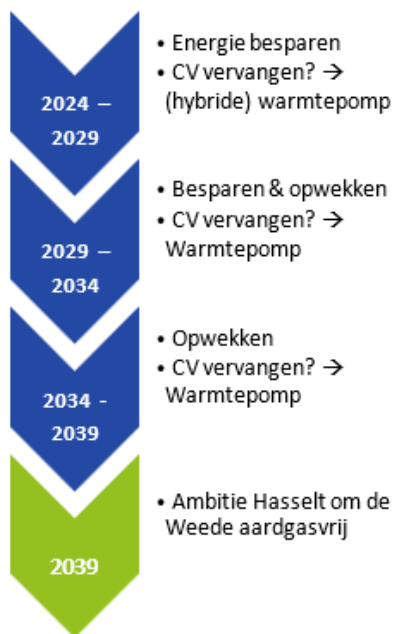 2024 –
2029
• Energie besparen
• CV vervangen? →
(hybride) warmtepomp
2029 –
2034
• Besparen & opwekken
• CV vervangen? →
Warmtepomp
2034 -
2039
• Opwekken
• CV vervangen? →
Warmtepomp
2039
• Ambitie Hasselt om de
Weede aardgasvrij